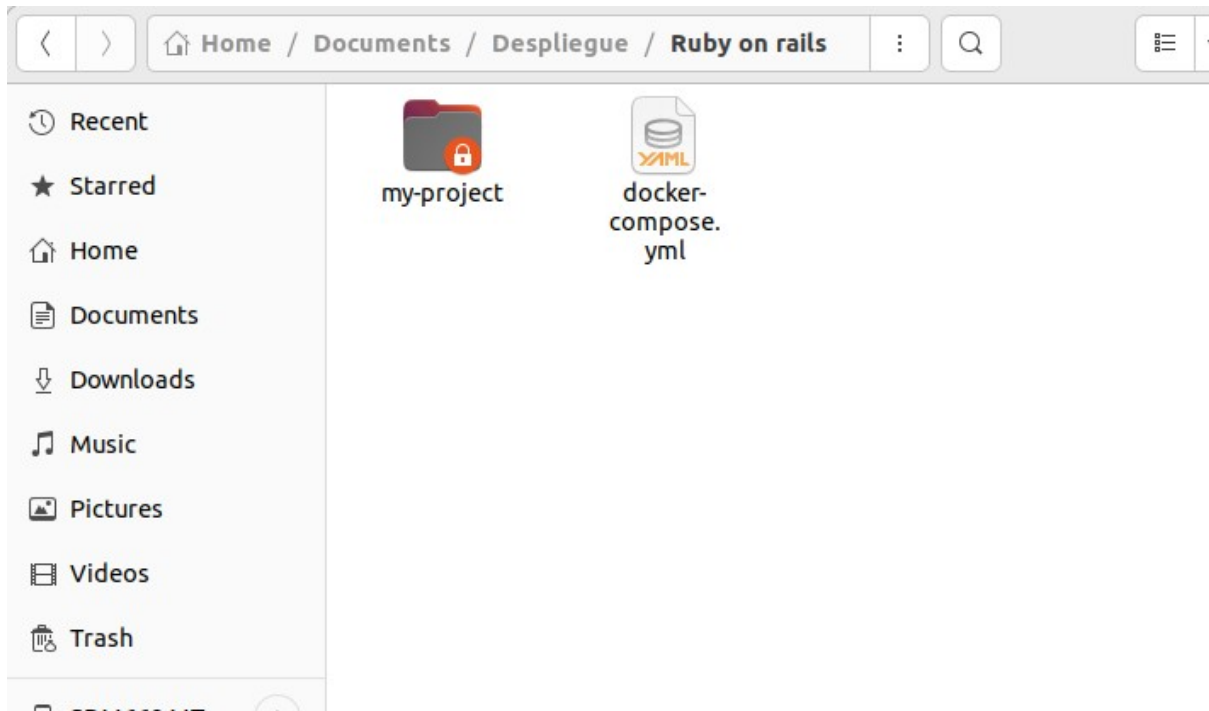 Home / Documents / Despliegue / Ruby on rails
Recent
Starred
Home
Documents
Downloads
Music
Pictures
Videos
Trash
my-project
YAML
docker-
compose.
yml